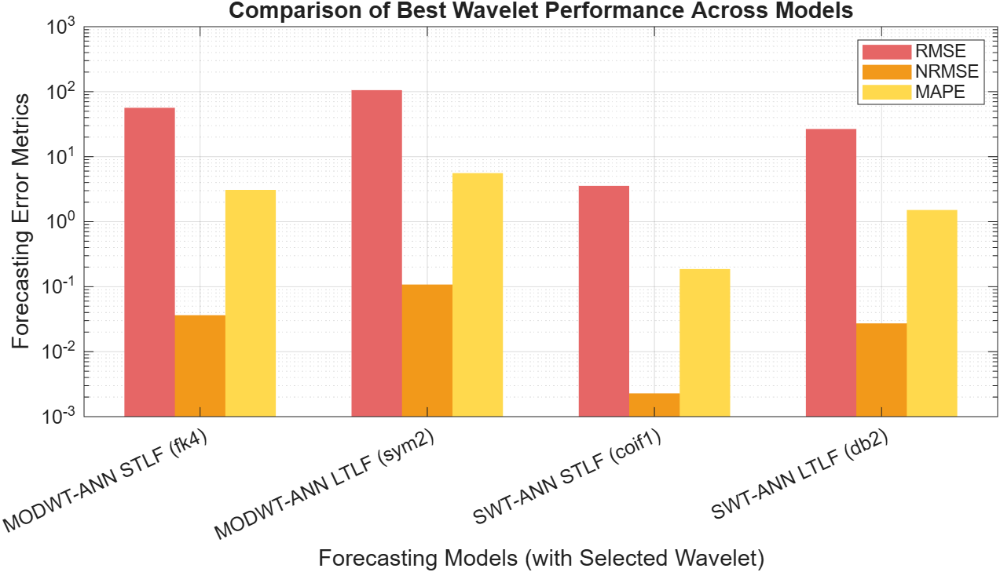 Comparison of Best Wavelet Performance Across Models
10^3
10^2
10^1
10^0
10^-1
10^-2
10^-3
Forecasting Error Metrics
RMSE
NRMSE
MAPE
MODWT-ANN STLF (fk4)
MODWT-ANN LTLF (sym2)
SWT-ANN STLF (coif1)
SWT-ANN LTLF (db2)
Forecasting Models (with Selected Wavelet)